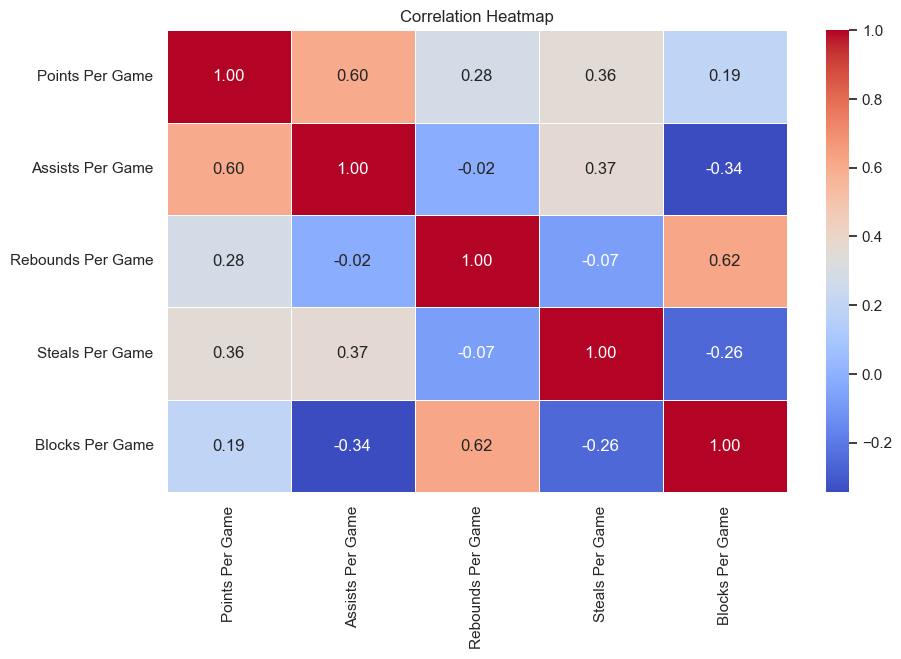 Correlation Heatmap
Points Per Game 1.00 0.60 0.28 0.36 0.19
Assists Per Game 0.60 1.00 -0.02 0.37 -0.34
Rebounds Per Game 0.28 -0.02 1.00 -0.07 0.62
Steals Per Game 0.36 0.37 -0.07 1.00 -0.26
Blocks Per Game 0.19 -0.34 0.62 -0.26 1.00
Points Per Game
Assists Per Game
Rebounds Per Game
Steals Per Game
Blocks Per Game
1.0
0.8
0.6
0.4
0.2
0.0
−0.2